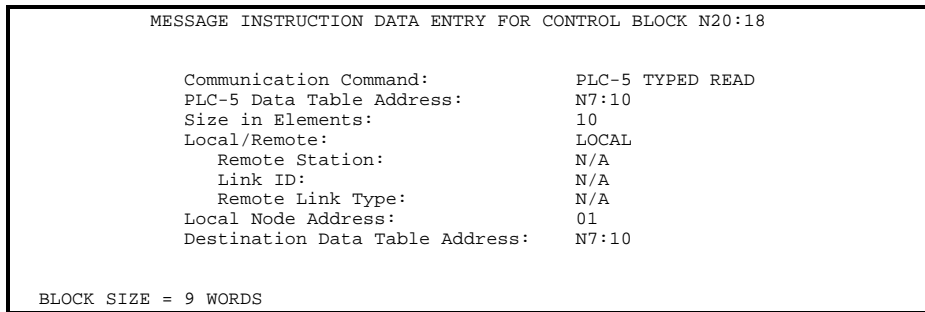 MESSAGE INSTRUCTION DATA ENTRY FOR CONTROL BLOCK N20:18
Communication Command: PLC-5 TYPED READ
PLC-5 Data Table Address: N7:10
Size in Elements: 10
Local/Remote: LOCAL
Remote Station: N/A
Link ID: N/A
Remote Link Type: N/A
Local Node Address: 01
Destination Data Table Address: N7:10
BLOCK SIZE = 9 WORDS